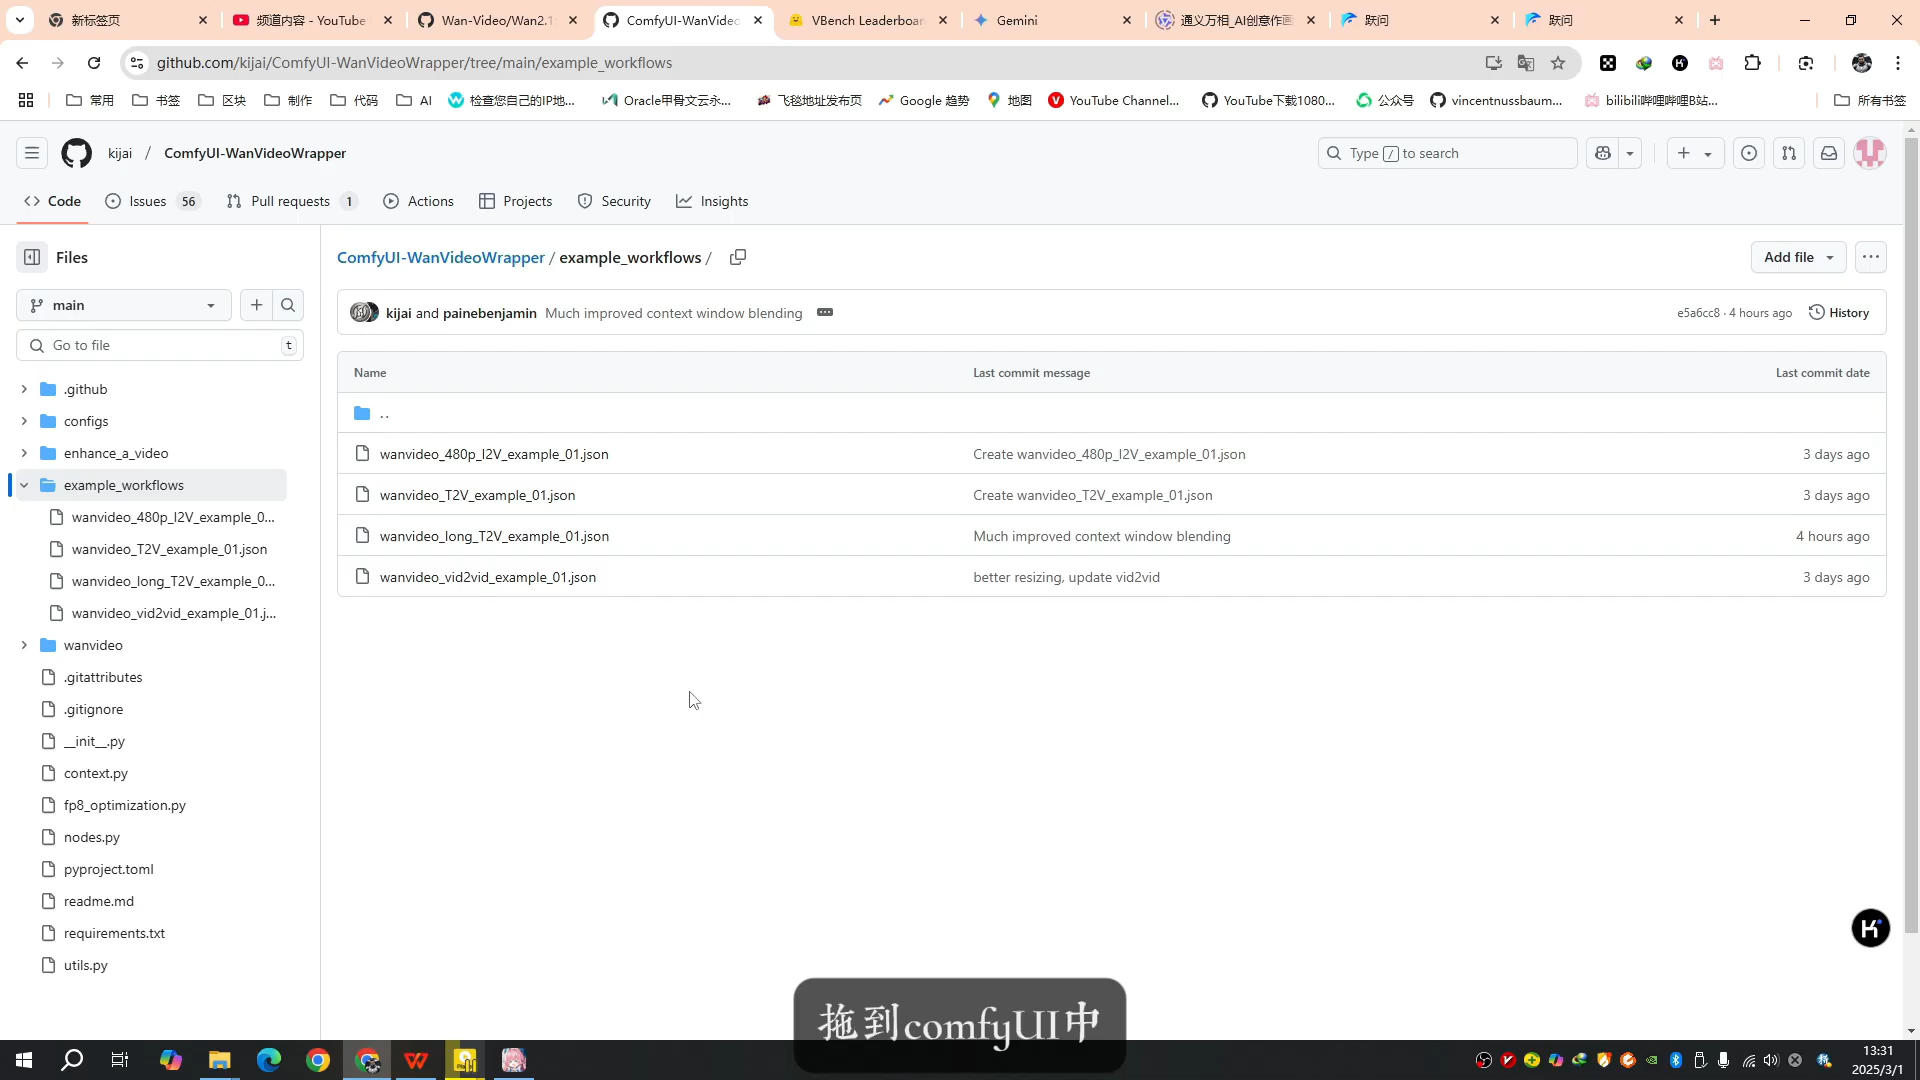 新标签页
频道内容 - YouTube
Wan-Video/Wan2.1
ComfyUI-WanVideo
VBench Leaderboar
Gemini
通义万相_AI创意作画
跃问
跃问
github.com/kijai/ComfyUI-WanVideoWrapper/tree/main/example_workflows
常用
书签
区块
制作
代码
AI
检查您自己的IP地...
Oracle甲骨文云永...
飞毯地址发布页
Google 趋势
地图
YouTube Channel...
YouTube下载1080...
公众号
vincentnussbaum...
bilibili哔哩哔哩B站...
所有书签
kijai / ComfyUI-WanVideoWrapper
Type / to search
Code
Issues 56
Pull requests 1
Actions
Projects
Security
Insights
Files
ComfyUI-WanVideoWrapper / example_workflows /
Add file
main
kijai and painebenjamin Much improved context window blending
e5a6cc8 · 4 hours ago
History
Go to file
t
Name
Last commit message
Last commit date
..
wanvideo_480p_I2V_example_01.json
Create wanvideo_480p_I2V_example_01.json
3 days ago
wanvideo_T2V_example_01.json
Create wanvideo_T2V_example_01.json
3 days ago
wanvideo_long_T2V_example_01.json
Much improved context window blending
4 hours ago
wanvideo_vid2vid_example_01.json
better resizing, update vid2vid
3 days ago
.github
configs
enhance_a_video
example_workflows
wanvideo_480p_I2V_example_0...
wanvideo_T2V_example_01.json
wanvideo_long_T2V_example_0...
wanvideo_vid2vid_example_01.j...
wanvideo
.gitattributes
.gitignore
__init__.py
context.py
fp8_optimization.py
nodes.py
pyproject.toml
readme.md
requirements.txt
utils.py
拖到comfyUI中
13:31
2025/3/1